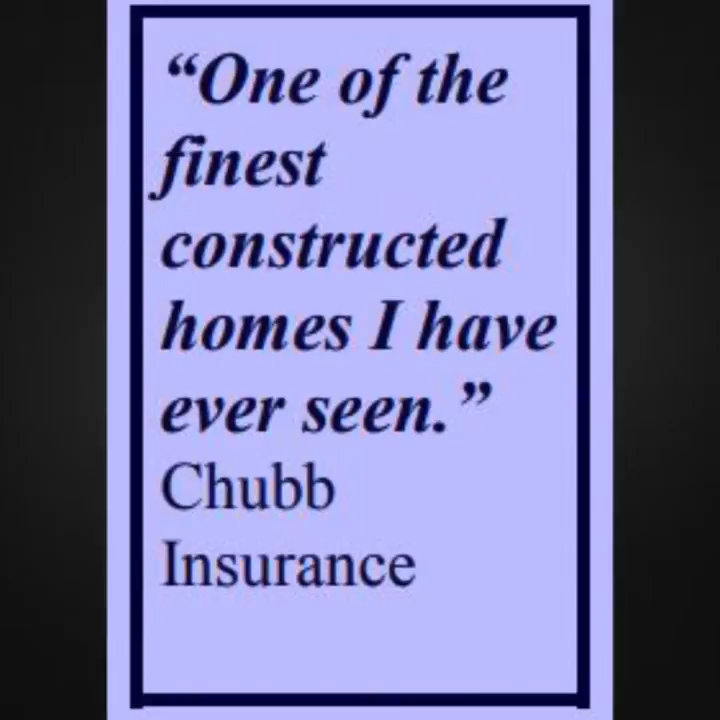 “One of the
finest
constructed
homes I have
ever seen.”
Chubb
Insurance